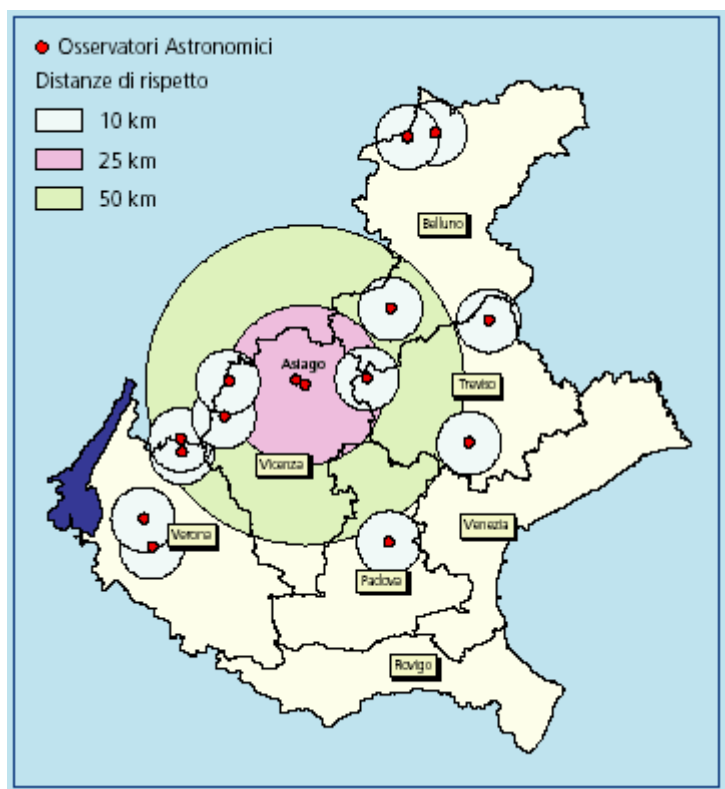 Osservatori Astronomici
Distanze di rispetto
10 km
25 km
50 km
Belluno
Asiago
Treviso
Vicenza
Verona
Venezia
Padova
Rovigo